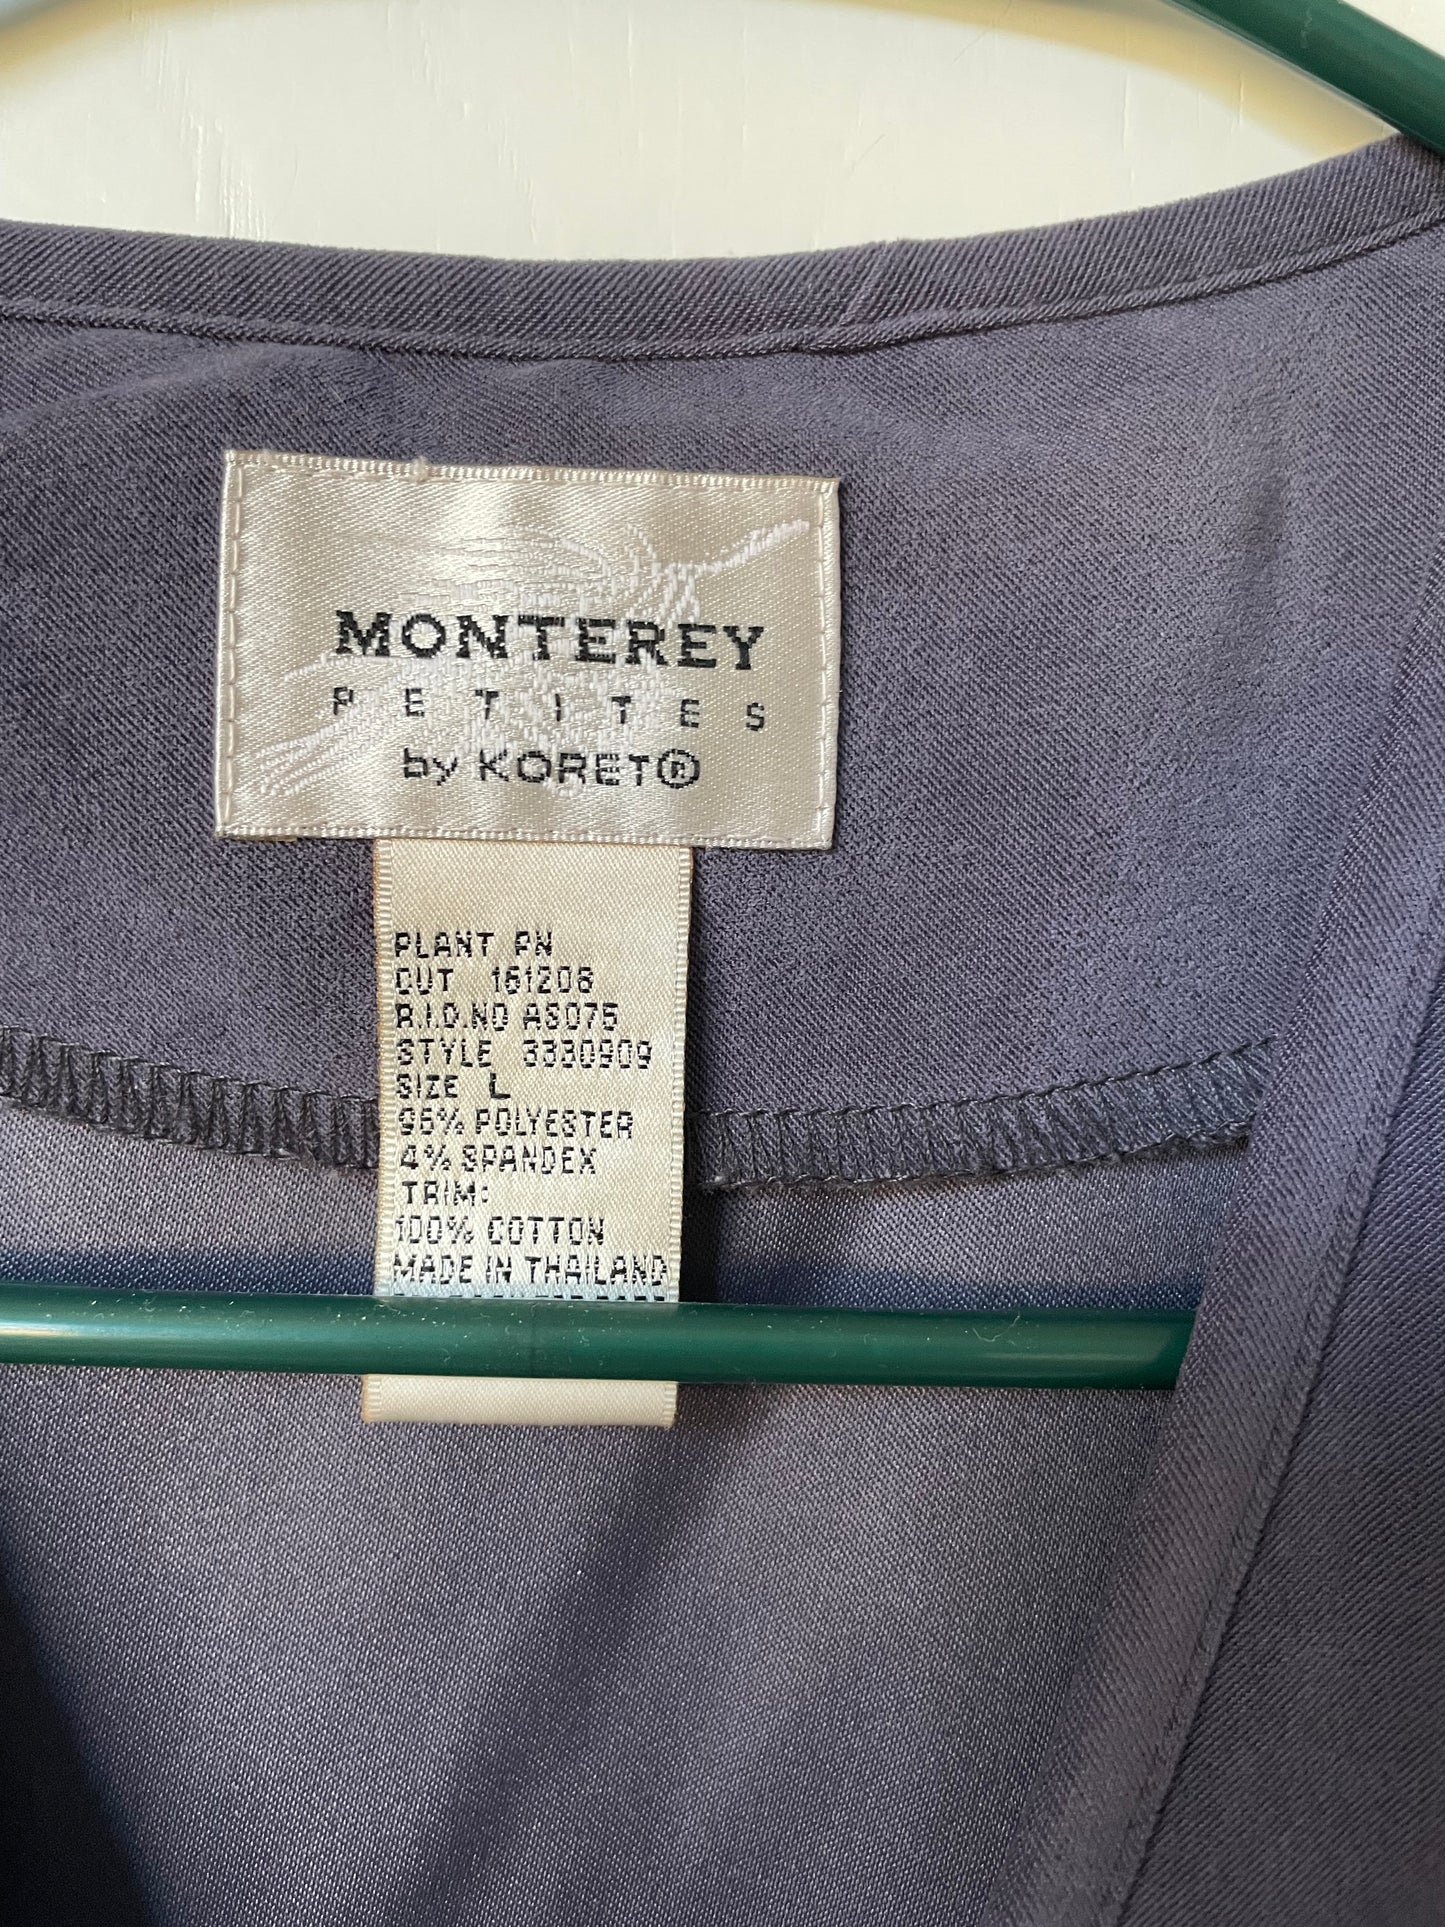 MONTEREY
PETITES
by KORET®
PLANT PN
CUT 161208
R.I.D.NO AS075
STYLE 3330909
SIZE L
96% POLYESTER
4% SPANDEX
TRIM:
100% COTTON
MADE IN THAILAND